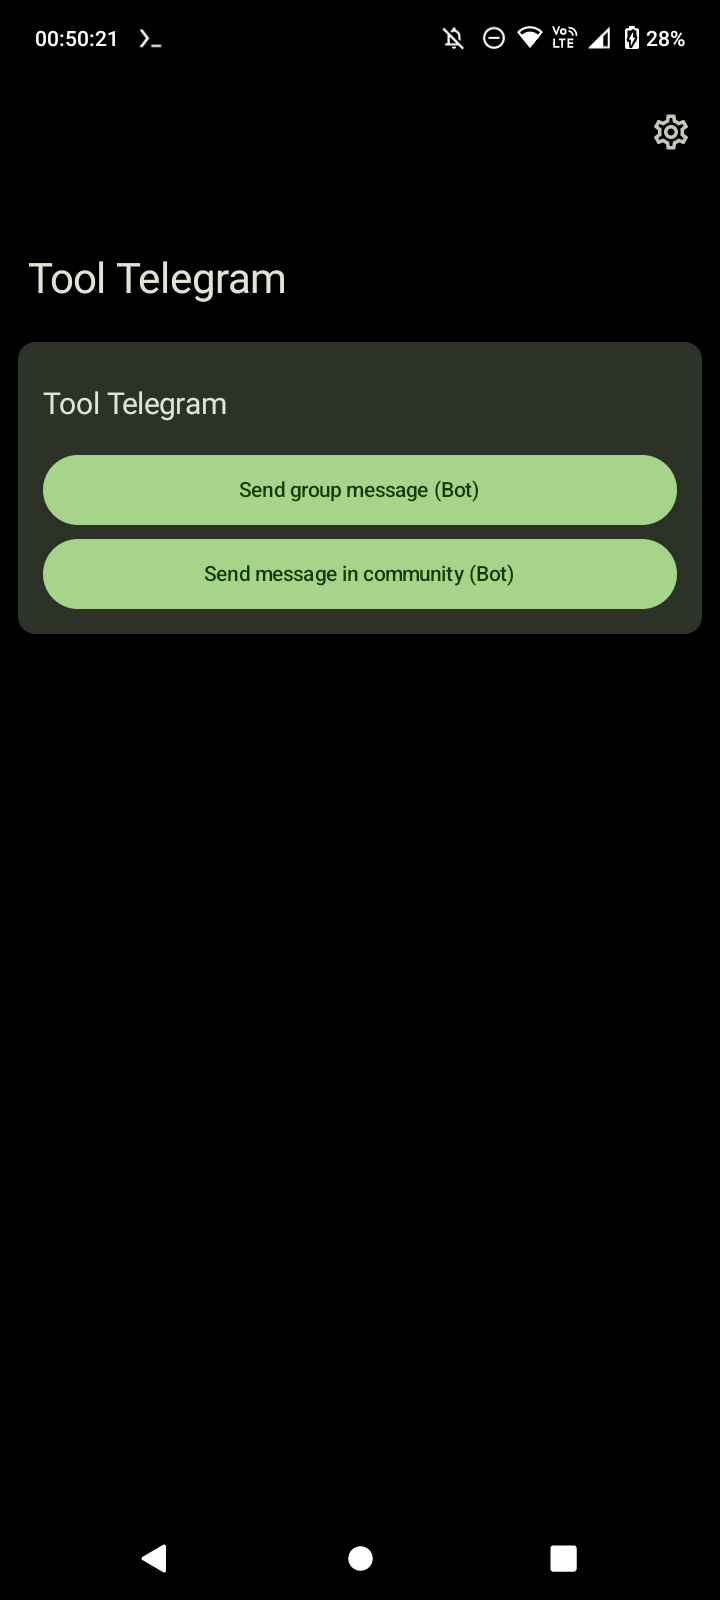 00:50:21
Vo LTE
28%
Tool Telegram
Tool Telegram
Send group message (Bot)
Send message in community (Bot)